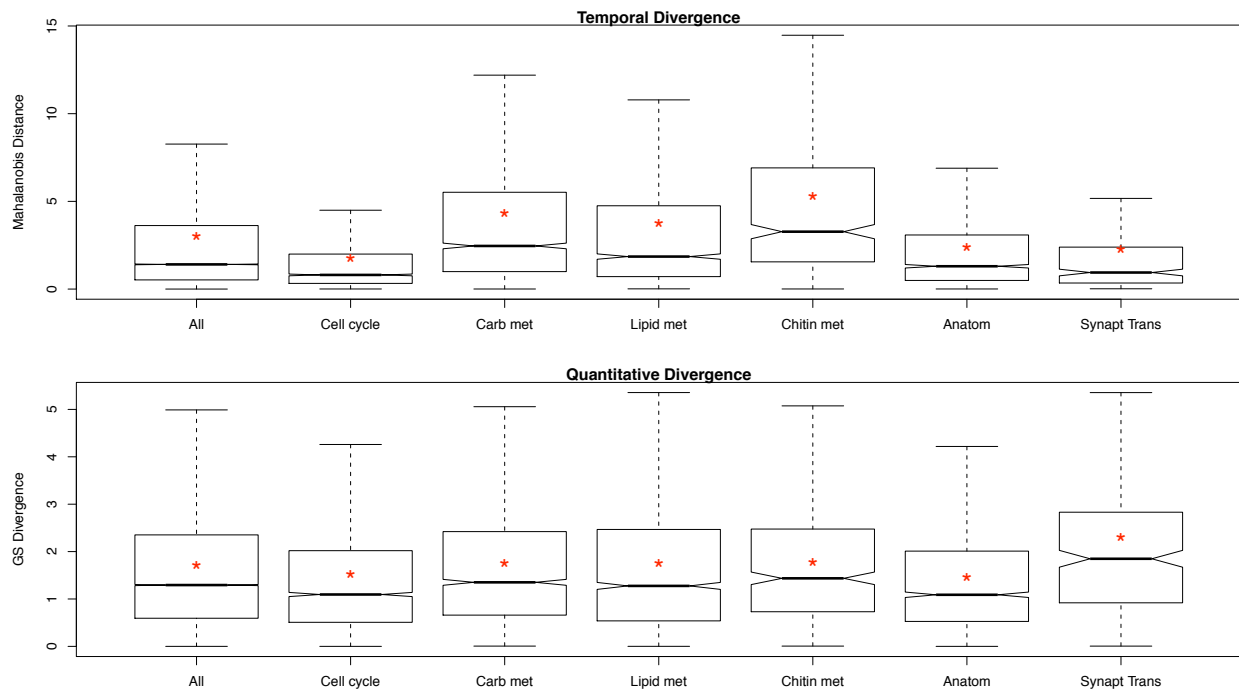 Temporal Divergence
Mahalanobis Distance
15
10
5
0
All Cell cycle Carb met Lipid met Chitin met Anatom Synapt Trans
Quantitative Divergence
GS Divergence
5
4
3
2
1
0
All Cell cycle Carb met Lipid met Chitin met Anatom Synapt Trans